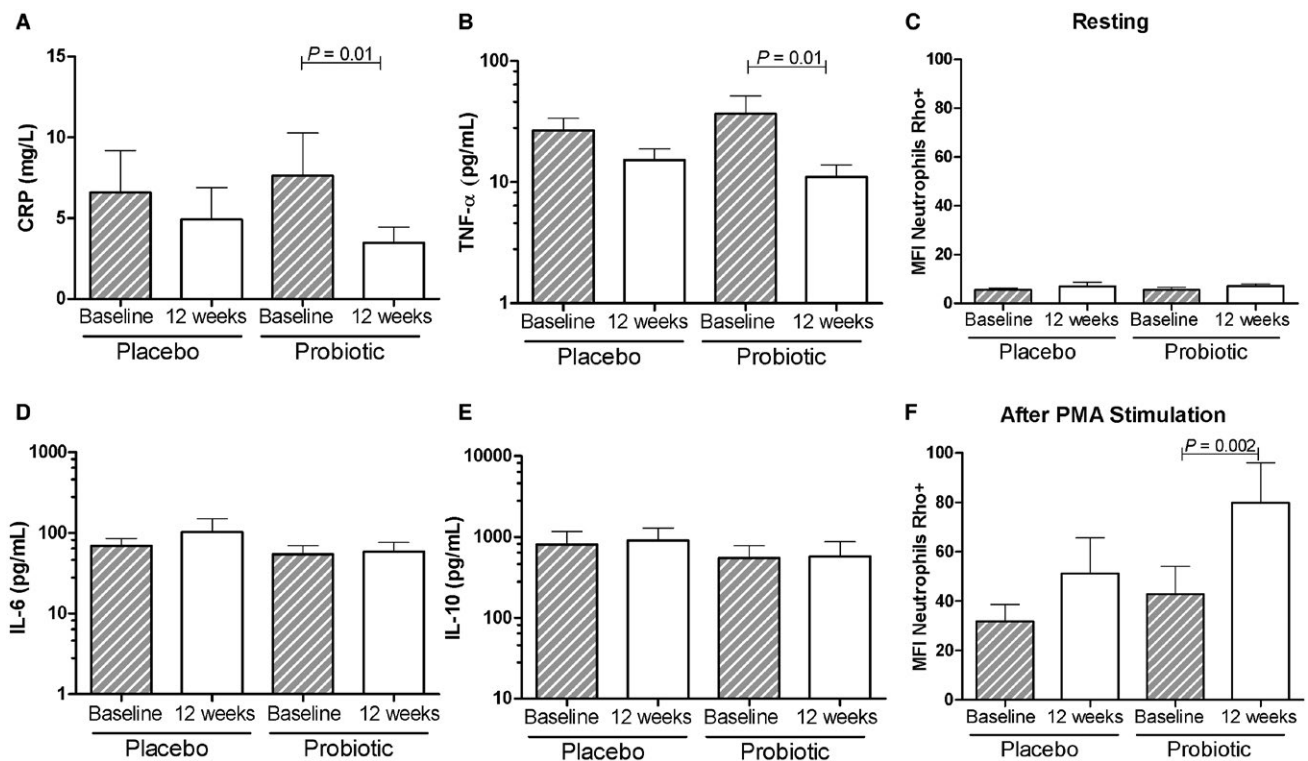 A
CRP (mg/L)
15
10
5
0
P = 0.01
Baseline 12 weeks Baseline 12 weeks
Placebo Probiotic
B
TNF-α (pg/mL)
100
10
1
P = 0.01
Baseline 12 weeks Baseline 12 weeks
Placebo Probiotic
C Resting
MFI Neutrophils Rho+
100
80
60
40
20
0
Baseline 12 weeks Baseline 12 weeks
Placebo Probiotic
D
IL-6 (pg/mL)
1000
100
10
1
Baseline 12 weeks Baseline 12 weeks
Placebo Probiotic
E
IL-10 (pg/mL)
10000
1000
100
10
Baseline 12 weeks Baseline 12 weeks
Placebo Probiotic
F After PMA Stimulation
MFI Neutrophils Rho+
100
80
60
40
20
0
P = 0.002
Baseline 12 weeks Baseline 12 weeks
Placebo Probiotic